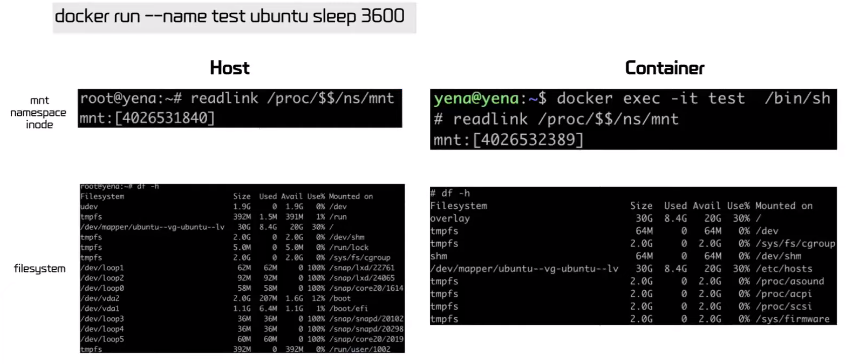 docker run --name test ubuntu sleep 3600
Host
Container
mnt
namespace
inode
root@yena:~# readlink /proc/$$/ns/mnt
mnt:[4026531840]
yena@yena:~$ docker exec -it test /bin/sh
# readlink /proc/$$/ns/mnt
mnt:[4026532389]
filesystem
root@yena:~# df -h
Filesystem Size Used Avail Use% Mounted on
udev 1.9G 0 1.9G 0% /dev
tmpfs 392M 1.5M 391M 1% /run
/dev/mapper/ubuntu--vg-ubuntu--lv 30G 8.4G 20G 30% /
tmpfs 2.0G 0 2.0G 0% /dev/shm
tmpfs 5.0M 0 5.0M 0% /run/lock
tmpfs 2.0G 0 2.0G 0% /sys/fs/cgroup
/dev/loop1 62M 62M 0 100% /snap/lxd/22761
/dev/loop2 92M 92M 0 100% /snap/lxd/24065
/dev/loop0 58M 58M 0 100% /snap/core20/1614
/dev/vda2 2.0G 207M 1.6G 12% /boot
/dev/vda1 1.1G 6.4M 1.1G 1% /boot/efi
/dev/loop3 36M 36M 0 100% /snap/snapd/20102
/dev/loop4 36M 36M 0 100% /snap/snapd/20298
/dev/loop5 60M 60M 0 100% /snap/core20/2019
tmpfs 392M 0 392M 0% /run/user/1002
# df -h
Filesystem Size Used Avail Use% Mounted on
overlay 30G 8.4G 20G 30% /
tmpfs 64M 0 64M 0% /dev
tmpfs 2.0G 0 2.0G 0% /sys/fs/cgroup
shm 64M 0 64M 0% /dev/shm
/dev/mapper/ubuntu--vg-ubuntu--lv 30G 8.4G 20G 30% /etc/hosts
tmpfs 2.0G 0 2.0G 0% /proc/asound
tmpfs 2.0G 0 2.0G 0% /proc/acpi
tmpfs 2.0G 0 2.0G 0% /proc/scsi
tmpfs 2.0G 0 2.0G 0% /sys/firmware